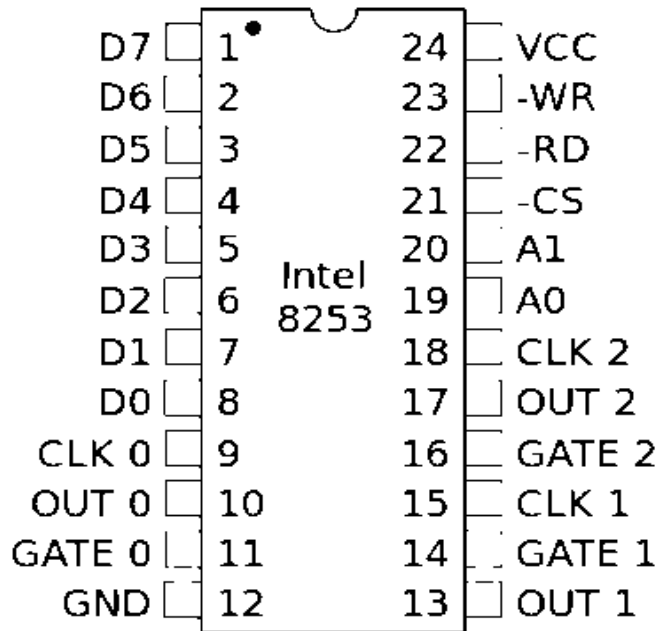 D7 1 24 VCC
D6 2 23 -WR
D5 3 22 -RD
D4 4 21 -CS
D3 5 20 A1
Intel
D2 6 19 A0
8253
D1 7 18 CLK 2
D0 8 17 OUT 2
CLK 0 9 16 GATE 2
OUT 0 10 15 CLK 1
GATE 0 11 14 GATE 1
GND 12 13 OUT 1